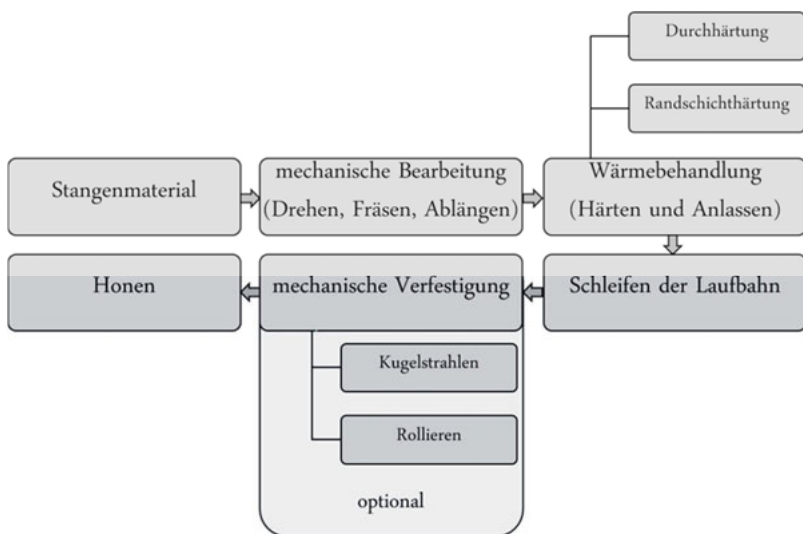 Durchhärtung
Randschichthärtung
Stangenmaterial
mechanische Bearbeitung
(Drehen, Fräsen, Ablängen)
Wärmebehandlung
(Härten und Anlassen)
Honen
mechanische Verfestigung
Schleifen der Laufbahn
Kugelstrahlen
Rollieren
optional